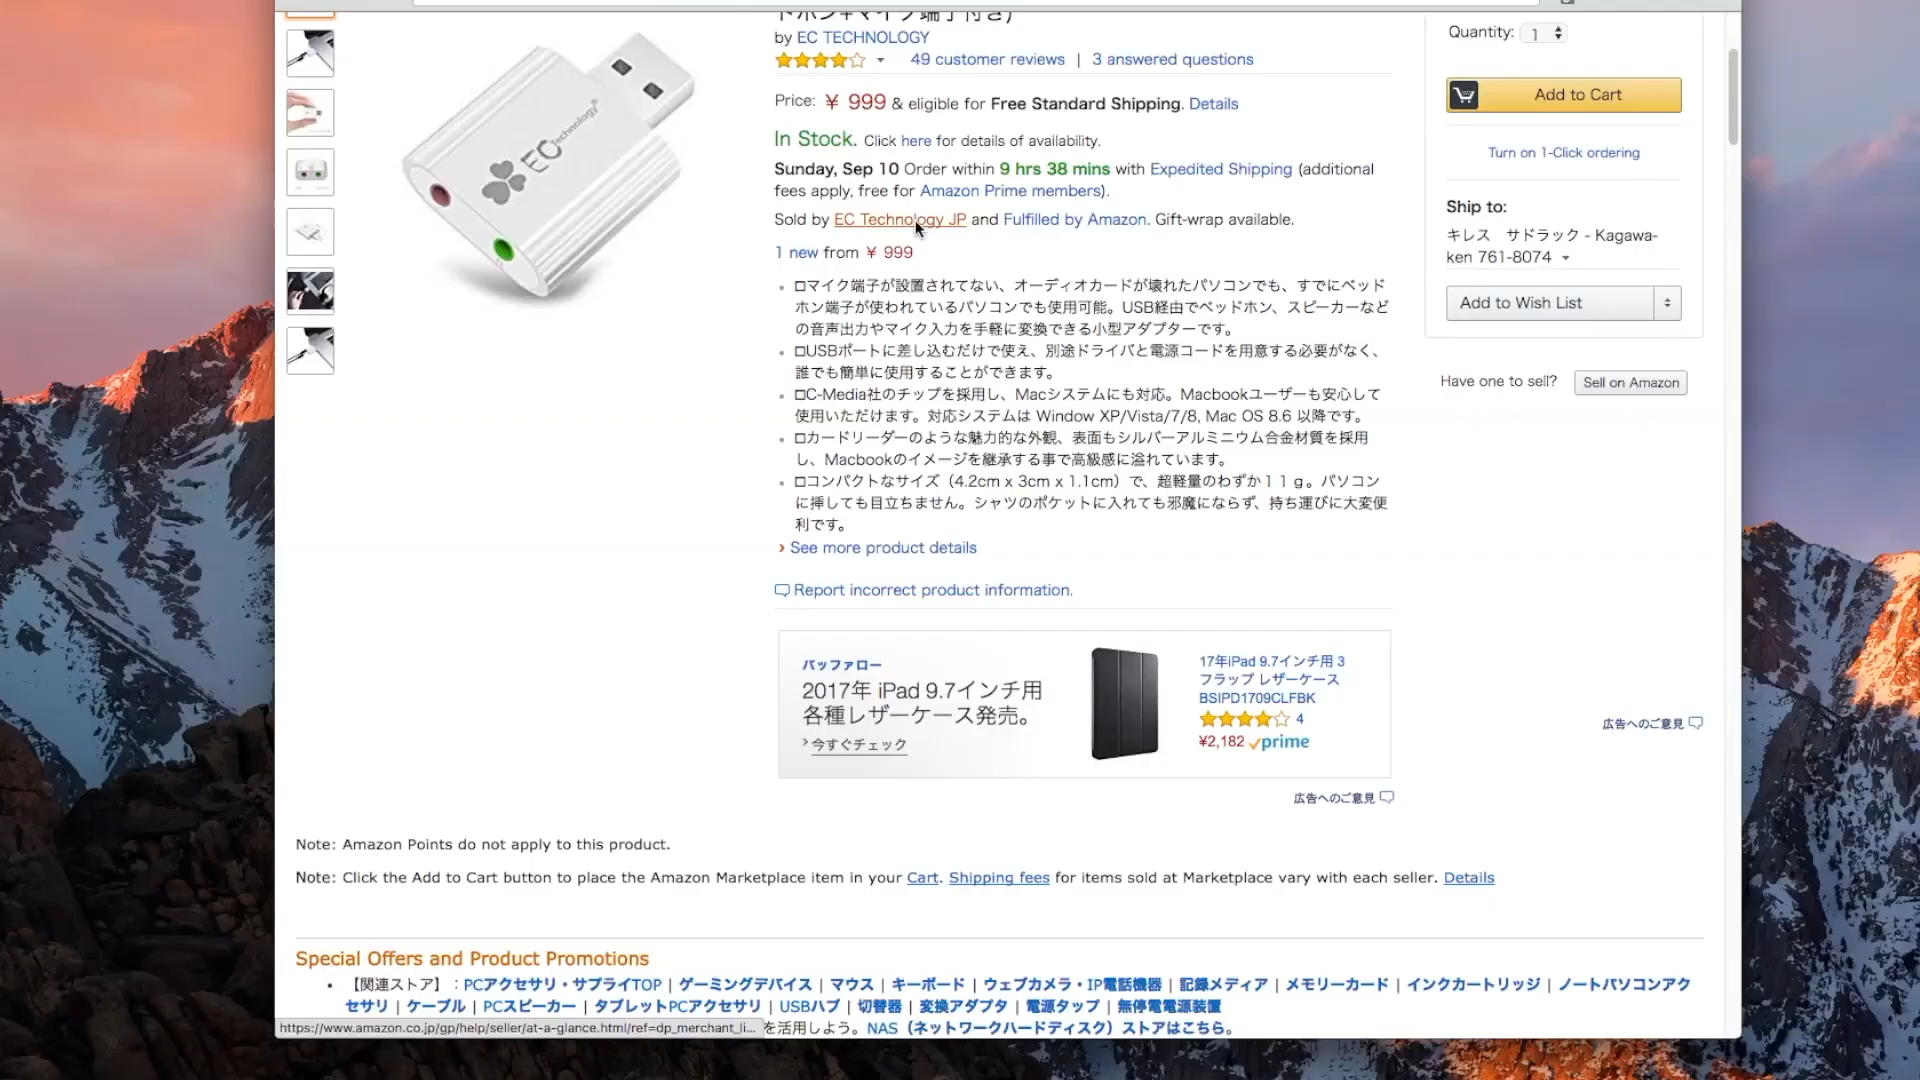 by EC TECHNOLOGY
49 customer reviews | 3 answered questions
Price: ¥ 999 & eligible for Free Standard Shipping. Details
In Stock. Click here for details of availability.
Sunday, Sep 10 Order within 9 hrs 38 mins with Expedited Shipping (additional
fees apply, free for Amazon Prime members).
Sold by EC Technology JP and Fulfilled by Amazon. Gift-wrap available.
1 new from ¥ 999
□マイク端子が設置されてない、オーディオカードが壊れたパソコンでも、すでにベッド
ホン端子が使われているパソコンでも使用可能。USB経由でベッドホン、スピーカーなど
の音声出力やマイク入力を手軽に変換できる小型アダプターです。
□USBポートに差し込むだけで使え、別途ドライバと電源コードを用意する必要がなく、
誰でも簡単に使用することができます。
□C-Media社のチップを採用し、Macシステムにも対応。Macbookユーザーも安心して
使用いただけます。対応システムは Window XP/Vista/7/8, Mac OS 8.6 以降です。
□カードリーダーのような魅力的な外観、表面もシルバーアルミニウム合金材質を採用
し、Macbookのイメージを継承する事で高級感に溢れています。
□コンパクトなサイズ（4.2cm x 3cm x 1.1cm）で、超軽量のわずか１１ｇ。パソコン
に挿しても目立ちません。シャツのポケットに入れても邪魔にならず、持ち運びに大変便
利です。
› See more product details
Report incorrect product information.
EC Technology®
Quantity: 1
Add to Cart
Turn on 1-Click ordering
Ship to:
キレス　サドラック - Kagawa-
ken 761-8074
Add to Wish List
Have one to sell? Sell on Amazon
バッファロー
2017年 iPad 9.7インチ用
各種レザーケース発売。
› 今すぐチェック
17年iPad 9.7インチ用 3
フラップ レザーケース
BSIPD1709CLFBK
4
¥2,182 prime
広告へのご意見
広告へのご意見
Note: Amazon Points do not apply to this product.
Note: Click the Add to Cart button to place the Amazon Marketplace item in your Cart. Shipping fees for items sold at Marketplace vary with each seller. Details
Special Offers and Product Promotions
【関連ストア】：PCアクセサリ・サプライTOP | ゲーミングデバイス | マウス | キーボード | ウェブカメラ・IP電話機器 | 記録メディア | メモリーカード | インクカートリッジ | ノートパソコンアク
セサリ | ケーブル | PCスピーカー | タブレットPCアクセサリ | USBハブ | 切替器 | 変換アダプタ | 電源タップ | 無停電電源装置
を活用しよう。NAS（ネットワークハードディスク）ストアはこちら。
https://www.amazon.co.jp/gp/help/seller/at-a-glance.html/ref=dp_merchant_li...